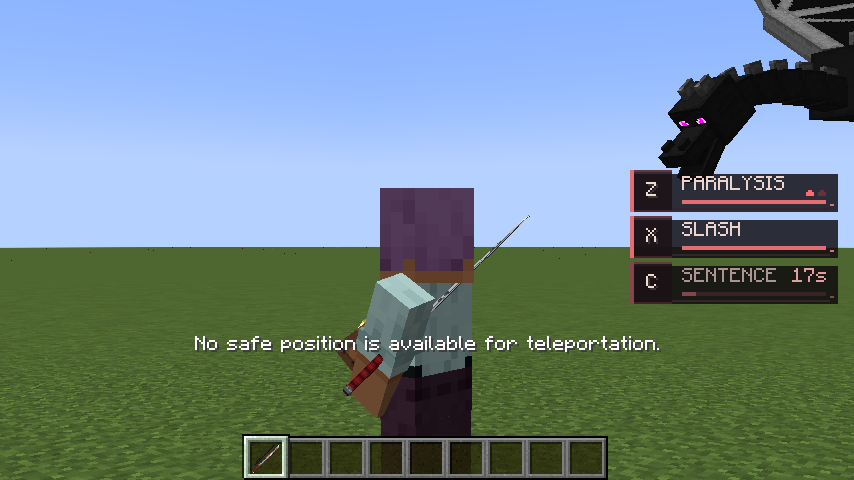 Z PARALYSIS
X SLASH
C SENTENCE 17s
No safe position is available for teleportation.